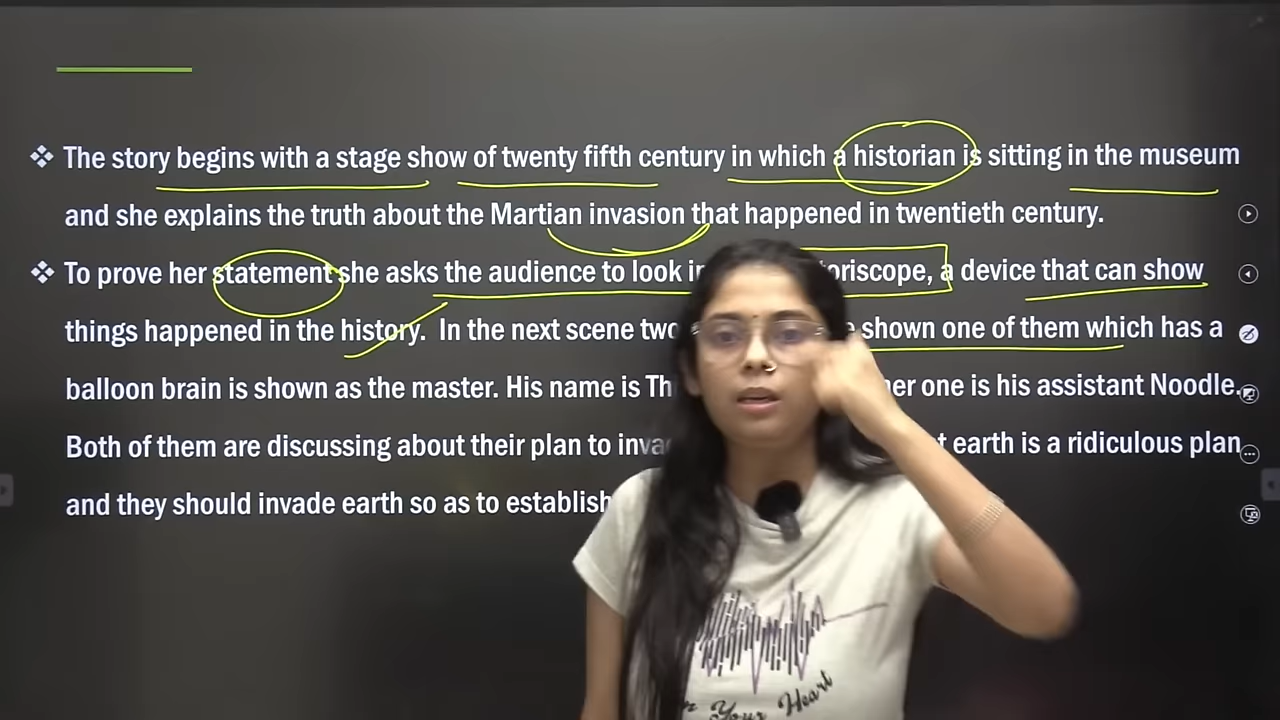 ❖ The story begins with a stage show of twenty fifth century in which a historian is sitting in the museum
and she explains the truth about the Martian invasion that happened in twentieth century.
❖ To prove her statement she asks the audience to look in toriscope, a device that can show
things happened in the history. In the next scene two shown one of them which has a
balloon brain is shown as the master. His name is Th er one is his assistant Noodle.
Both of them are discussing about their plan to inva t earth is a ridiculous plan
and they should invade earth so as to establish
Your Heart